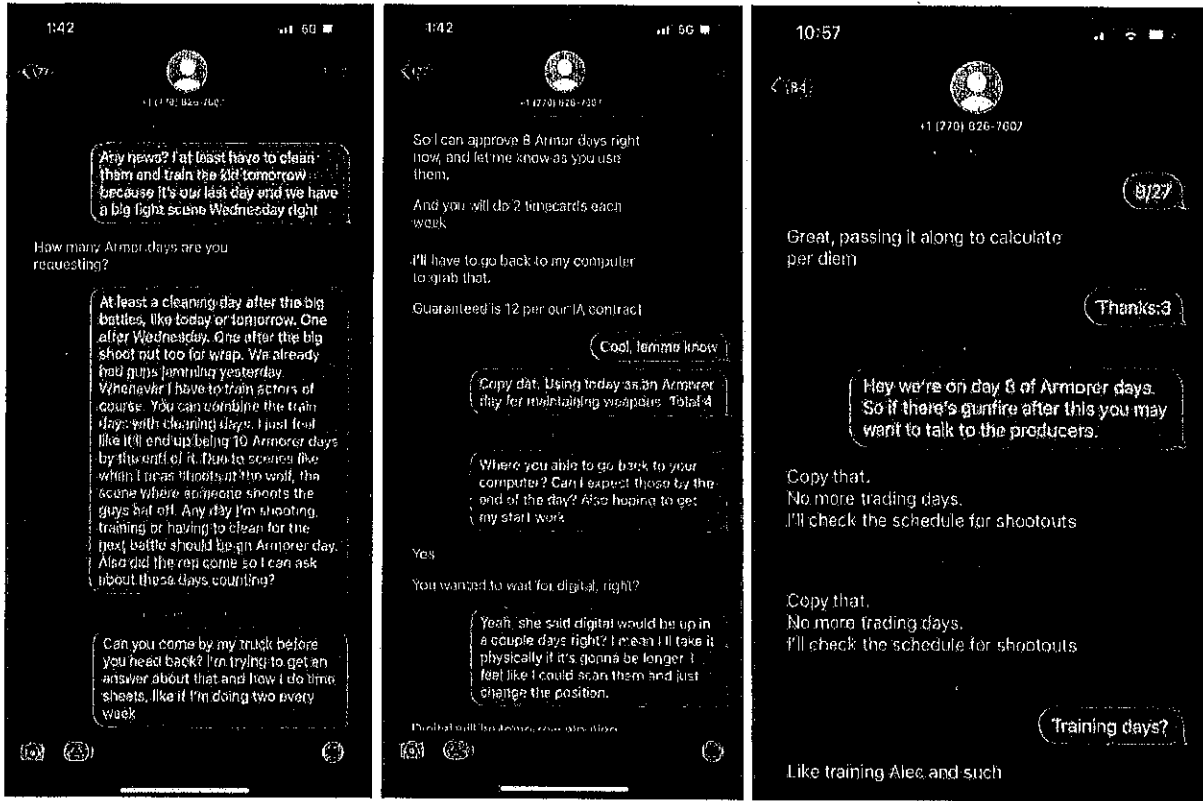 1:42
5G
+1 (770) 826-7007
Any news? I at least have to clean
them and train the kid tomorrow
because it's our last day and we have
a big fight scene Wednesday right
How many Armor days are you
requesting?
At least a cleaning day after the big
battles, like today or tomorrow. One
after Wednesday. One after the big
shoot out too for wrap. We already
had guns jamming yesterday.
Whenever I have to train actors of
course. You can combine the train
days with cleaning days. I just feel
like it'll end up being 10 Armorer days
by the end of it. Due to scenes like
when Lucas shoots at the wolf, the
scene where someone shoots the
guys hat off. Any day I'm shooting,
training or having to clean for the
next battle should be an Armorer day.
Also did the rep come so I can ask
about these days counting?
Can you come by my truck before
you head back? I'm trying to get an
answer about that and how I do time
sheets, like if I'm doing two every
week
1:42
5G
+1 (770) 826-7007
So I can approve 8 Armor days right
now, and let me know as you use
them.
And you will do 2 timecards each
week
I'll have to go back to my computer
to grab that.
Guaranteed is 12 per our IA contract
Cool, lemme know
Copy dat. Using today as an Armorer
day for maintaining weapons. Total 4
Where you able to go back to your
computer? Can I expect those by the
end of the day? Also hoping to get
my start work
Yes
You wanted to wait for digital, right?
Yeah, she said digital would be up in
a couple days right? I mean I'll take it
physically if it's gonna be longer. I
feel like I could scan them and just
change the position.
Digital will be
10:57
(84)
+1 (770) 826-7007
9/27
Great, passing it along to calculate
per diem
Thanks:3
Hey we're on day 8 of Armorer days.
So if there's gunfire after this you may
want to talk to the producers.
Copy that.
No more trading days.
I'll check the schedule for shootouts
Copy that.
No more trading days.
I'll check the schedule for shootouts
Training days?
Like training Alec and such